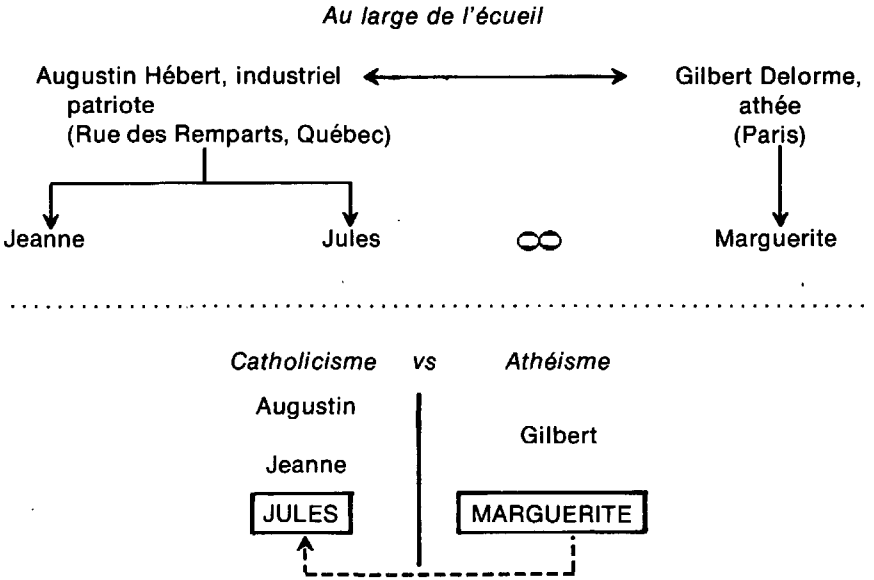 Au large de l'écueil
Augustin Hébert, industriel
patriote
(Rue des Remparts, Québec)
Gilbert Delorme,
athée
(Paris)
Jeanne
Jules
Marguerite
Catholicisme vs Athéisme
Augustin
Gilbert
Jeanne
JULES
MARGUERITE